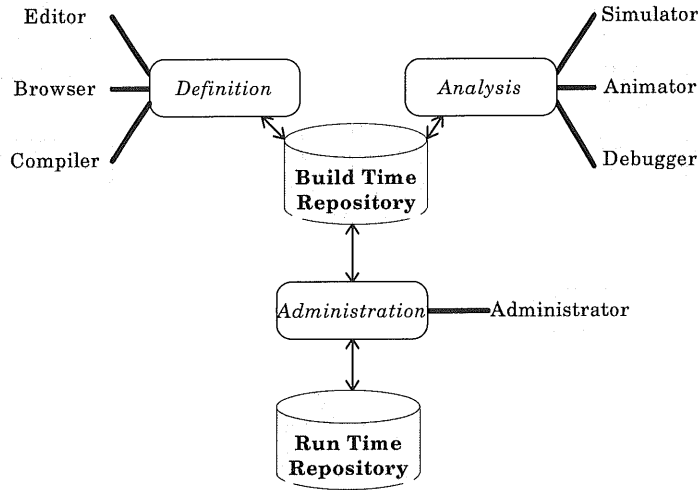 Editor
Browser
Compiler
Definition
Analysis
Simulator
Animator
Debugger
Build Time
Repository
Administration
Administrator
Run Time
Repository